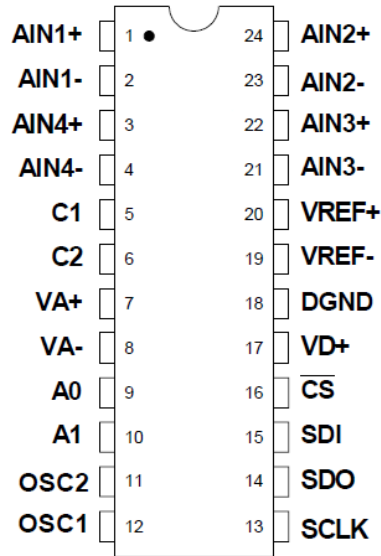 AIN1+ 1 24 AIN2+
AIN1- 2 23 AIN2-
AIN4+ 3 22 AIN3+
AIN4- 4 21 AIN3-
C1 5 20 VREF+
C2 6 19 VREF-
VA+ 7 18 DGND
VA- 8 17 VD+
A0 9 16 C̅S̅
A1 10 15 SDI
OSC2 11 14 SDO
OSC1 12 13 SCLK